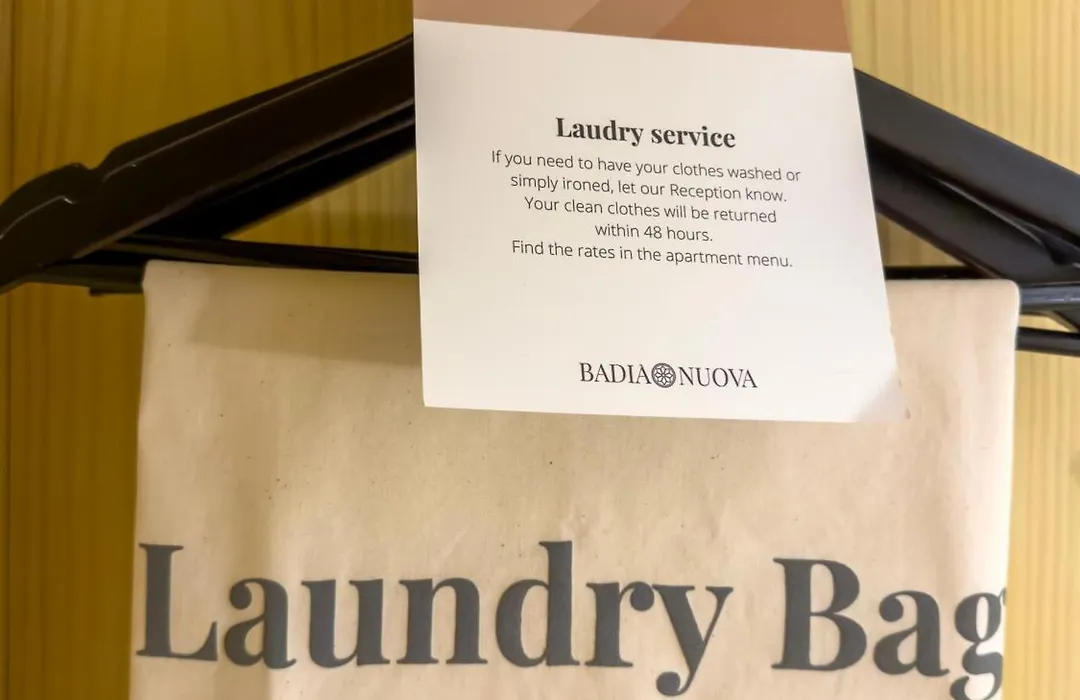 Laudry service
If you need to have your clothes washed or
simply ironed, let our Reception know.
Your clean clothes will be returned
within 48 hours.
Find the rates in the apartment menu.
BADIA NUOVA
Laundry Bag